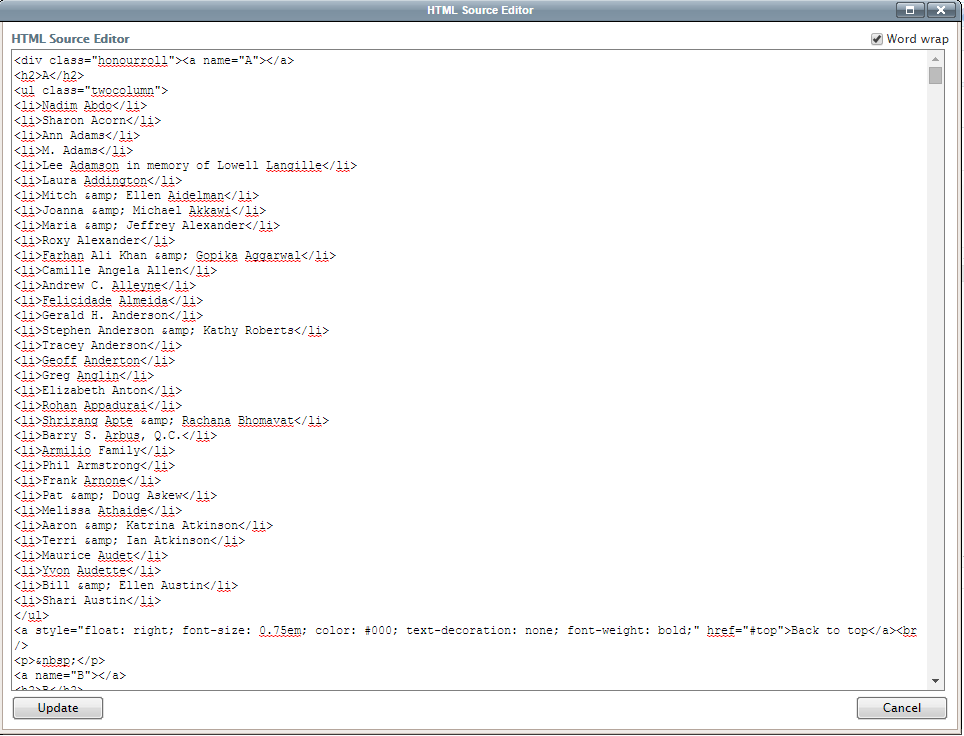 HTML Source Editor
HTML Source Editor
Word wrap
<div class="honourroll"><a name="A"></a>
<h2>A</h2>
<ul class="twocolumn">
<li>Nadim Abdo</li>
<li>Sharon Acorn</li>
<li>Ann Adams</li>
<li>M. Adams</li>
<li>Lee Adamson in memory of Lowell Langille</li>
<li>Laura Addington</li>
<li>Mitch &amp; Ellen Aidelman</li>
<li>Joanna &amp; Michael Akkawi</li>
<li>Maria &amp; Jeffrey Alexander</li>
<li>Roxy Alexander</li>
<li>Farhan Ali Khan &amp; Gopika Aggarwal</li>
<li>Camille Angela Allen</li>
<li>Andrew C. Alleyne</li>
<li>Felicidade Almeida</li>
<li>Gerald H. Anderson</li>
<li>Stephen Anderson &amp; Kathy Roberts</li>
<li>Tracey Anderson</li>
<li>Geoff Anderton</li>
<li>Greg Anglin</li>
<li>Elizabeth Anton</li>
<li>Rohan Appadurai</li>
<li>Shrirang Apte &amp; Rachana Bhomavat</li>
<li>Barry S. Arbus, Q.C.</li>
<li>Armilio Family</li>
<li>Phil Armstrong</li>
<li>Frank Arnone</li>
<li>Pat &amp; Doug Askew</li>
<li>Melissa Athaide</li>
<li>Aaron &amp; Katrina Atkinson</li>
<li>Terri &amp; Ian Atkinson</li>
<li>Maurice Audet</li>
<li>Yvon Audette</li>
<li>Bill &amp; Ellen Austin</li>
<li>Shari Austin</li>
</ul>
<a style="float: right; font-size: 0.75em; color: #000; text-decoration: none; font-weight: bold;" href="#top">Back to top</a><br
/>
<p>&nbsp;</p>
<a name="B"></a>
<h2>B</h2>
Update
Cancel